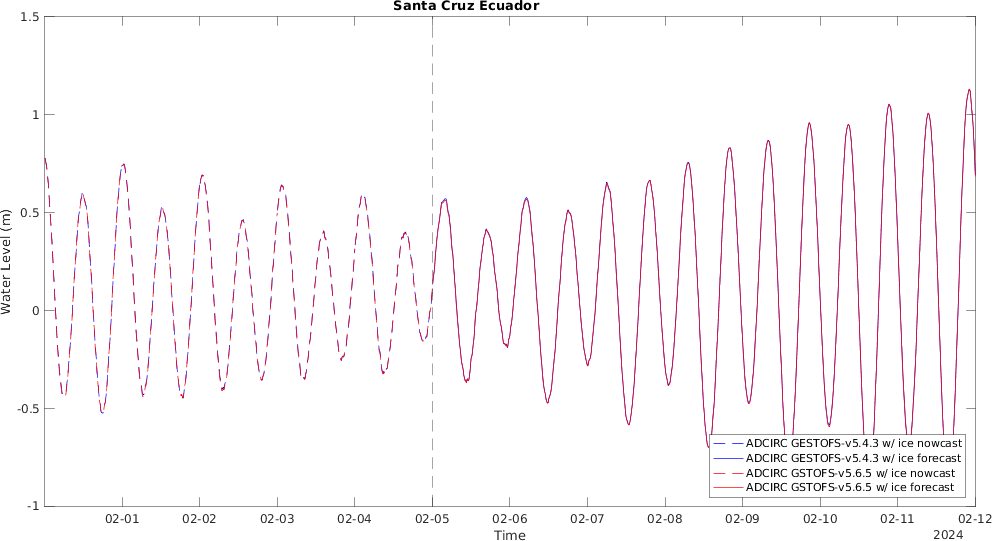 Santa Cruz Ecuador
1.5
1
0.5
0
-0.5
-1
Water Level (m)
02-01 02-02 02-03 02-04 02-05 02-06 02-07 02-08 02-09 02-10 02-11 02-12
Time
2024
ADCIRC GESTOFS-v5.4.3 w/ ice nowcast
ADCIRC GESTOFS-v5.4.3 w/ ice forecast
ADCIRC GSTOFS-v5.6.5 w/ ice nowcast
ADCIRC GSTOFS-v5.6.5 w/ ice forecast